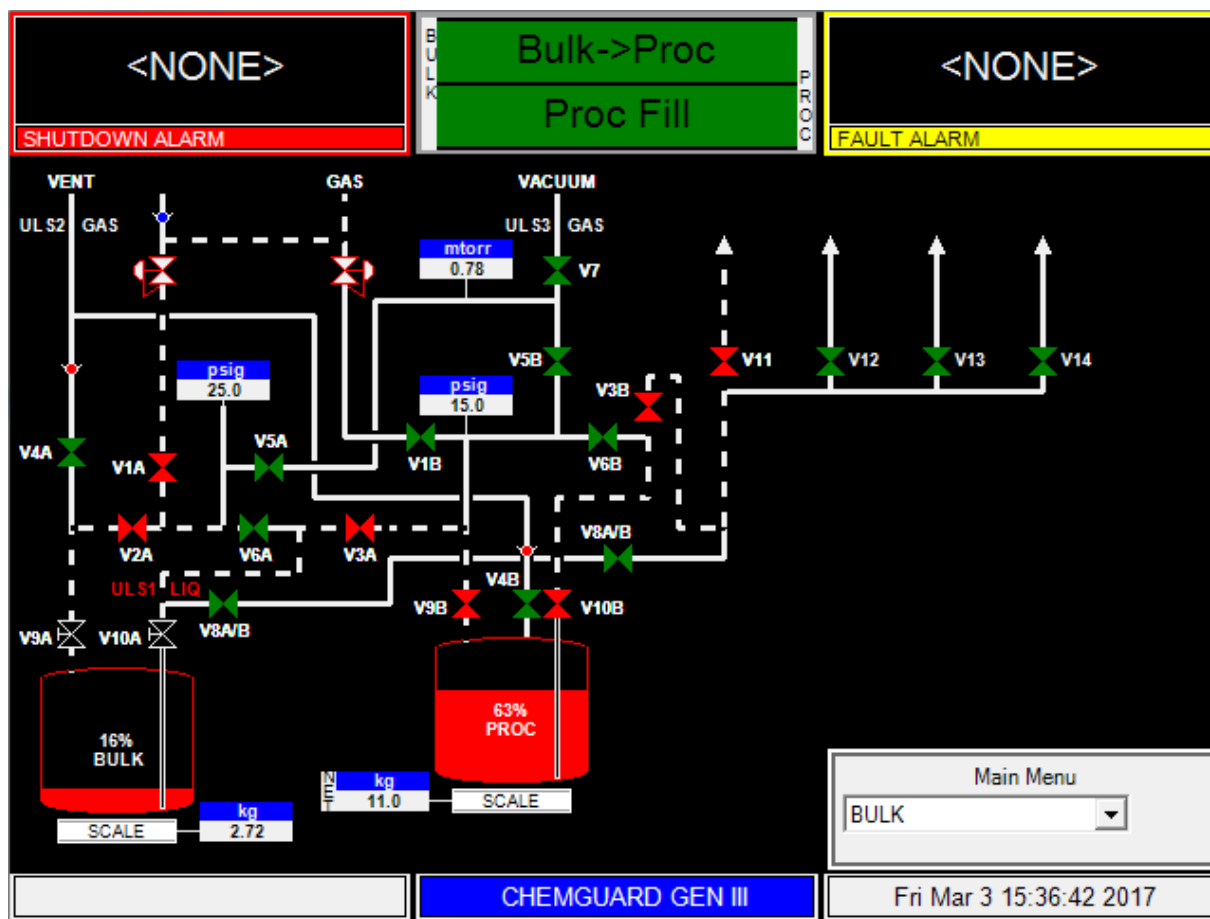 <NONE>
SHUTDOWN ALARM
BULK
Bulk->Proc
Proc Fill
PROC
<NONE>
FAULT ALARM
VENT
GAS
VACUUM
ULS2 GAS
ULS3 GAS
mtorr
0.78
V7
psig
25.0
psig
15.0
V5B
V3B
V11
V12
V13
V14
V4A
V1A
V5A
V1B
V6B
V2A
V6A
V3A
V8A/B
ULS1 LIQ
V4B
V9B
V10B
V9A
V10A
V8A/B
16%
BULK
63%
PROC
NET
kg
11.0
SCALE
SCALE
kg
2.72
Main Menu
BULK
CHEMGUARD GEN III
Fri Mar 3 15:36:42 2017